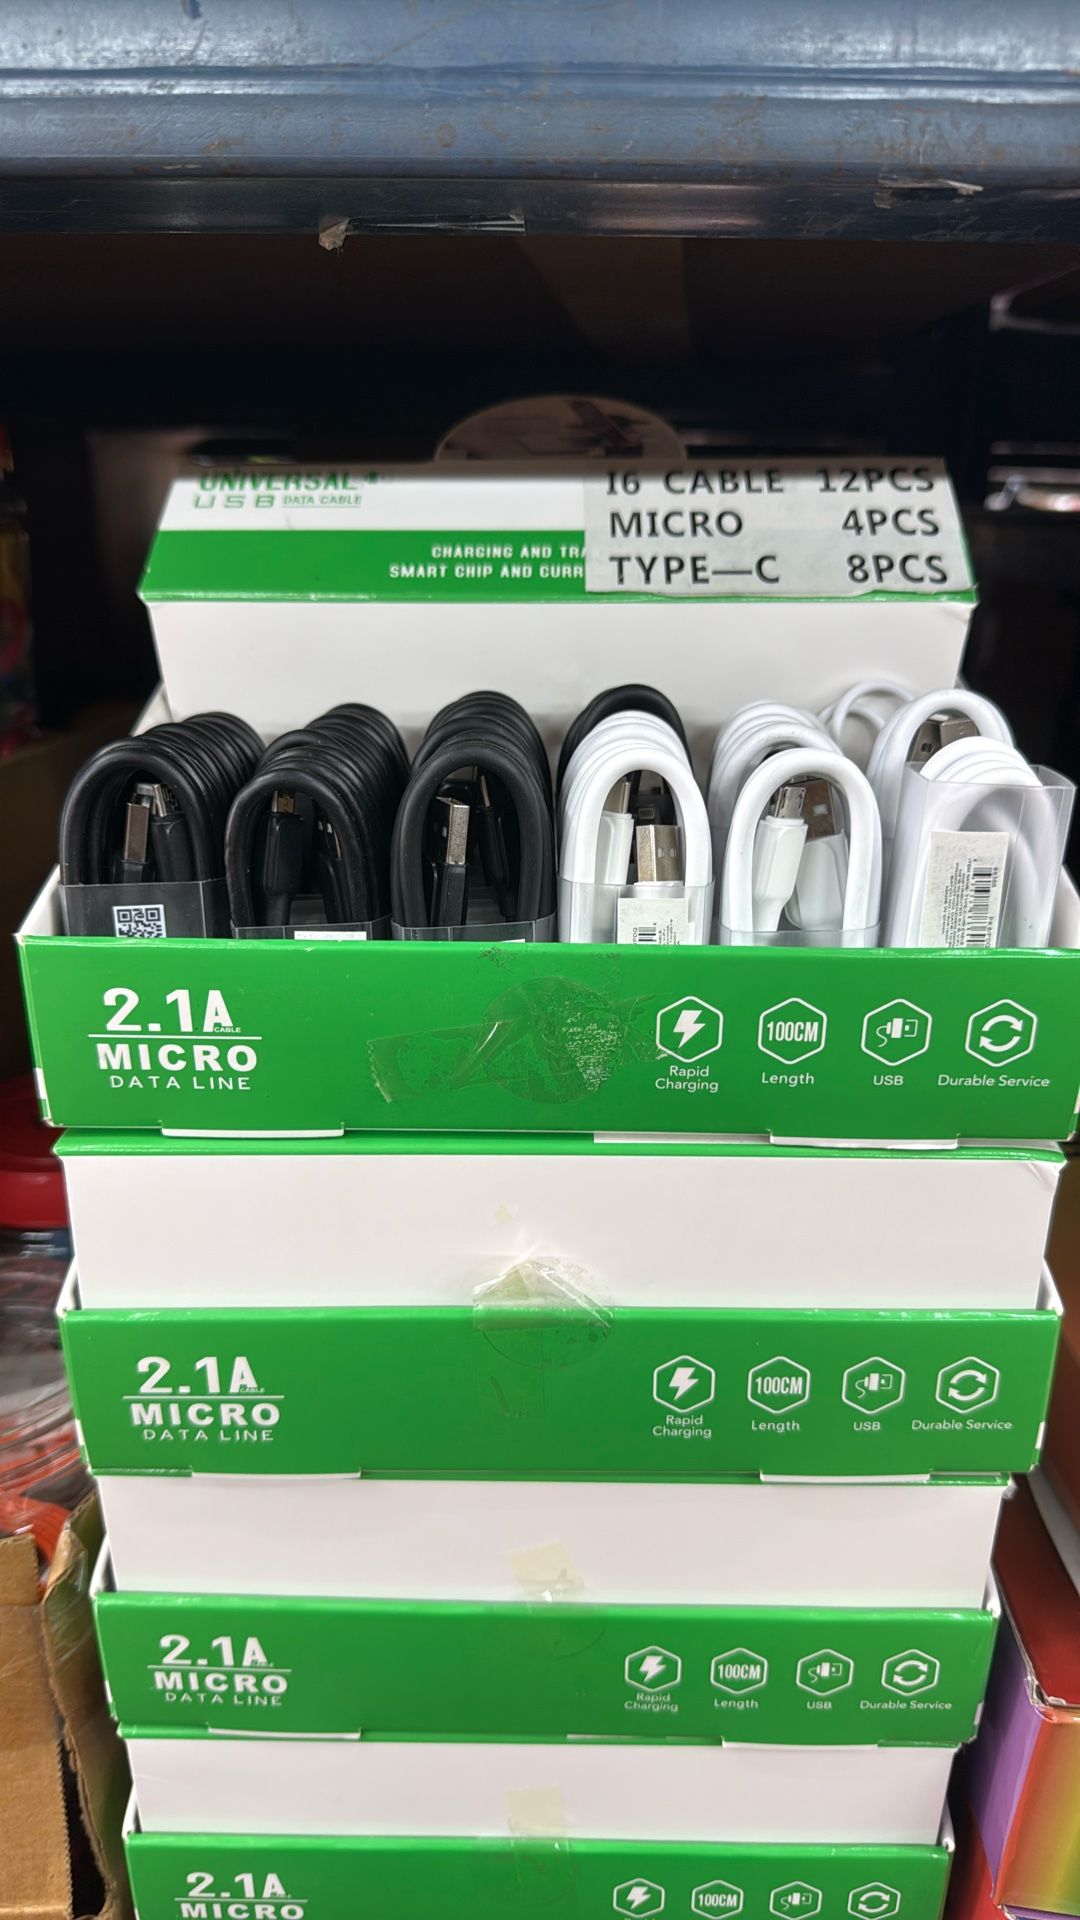 UNIVERSAL
USB DATA CABLE
I6 CABLE 12PCS
MICRO 4PCS
TYPE—C 8PCS
CHARGING AND TRA
SMART CHIP AND CURR
2.1A CABLE
MICRO
DATA LINE
Rapid
Charging
100CM
Length
USB
Durable Service
2.1A CABLE
MICRO
DATA LINE
Rapid
Charging
100CM
Length
USB
Durable Service
2.1A
MICRO
DATA LINE
Rapid
Charging
100CM
Length
USB
Durable Service
2.1A
MICRO
100CM